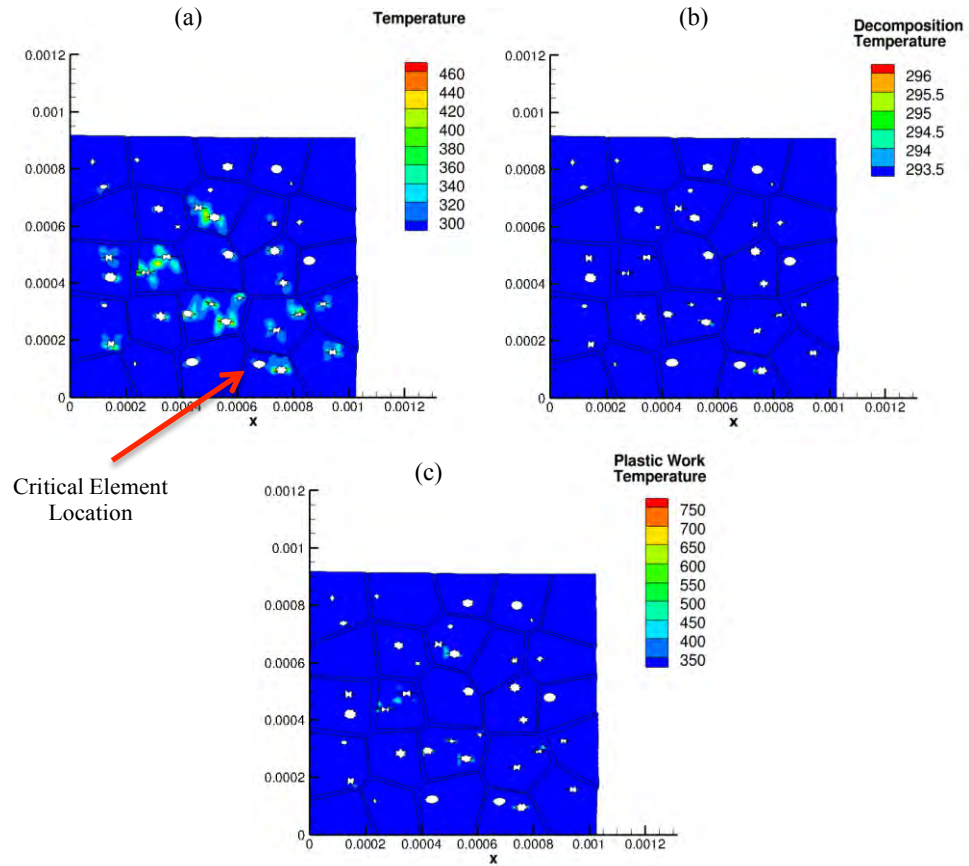 (a)
Temperature
460
440
420
400
380
360
340
320
300
0.0012
0.001
0.0008
0.0006
0.0004
0.0002
0
0 0.0002 0.0004 0.0006 0.0008 0.001 0.0012
x
Critical Element
Location
(b)
Decomposition
Temperature
296
295.5
295
294.5
294
293.5
0.0012
0.001
0.0008
0.0006
0.0004
0.0002
0
0 0.0002 0.0004 0.0006 0.0008 0.001 0.0012
x
(c)
Plastic Work
Temperature
750
700
650
600
550
500
450
400
350
0.0012
0.001
0.0008
0.0006
0.0004
0.0002
0
0 0.0002 0.0004 0.0006 0.0008 0.001 0.0012
x